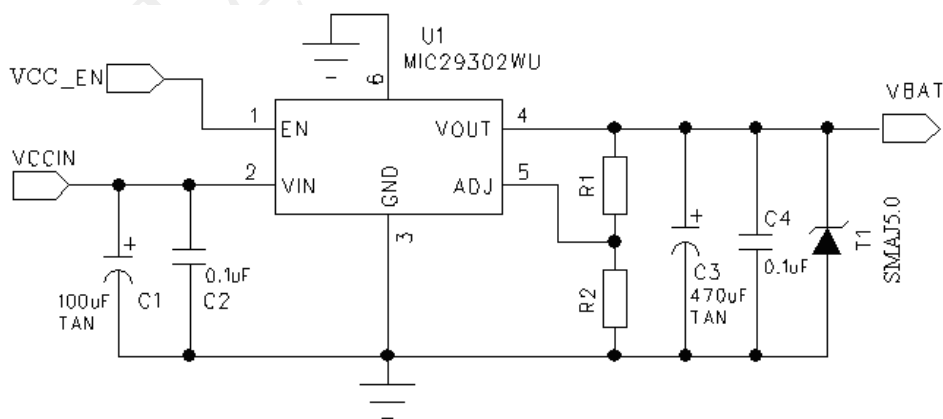 U1
MIC29302WU
6
VCC_EN
VBAT
1
EN
VOUT
4
VCCIN
2
VIN
GND
ADJ
5
3
R1
R2
+
100uF
TAN
C1
0.1uF
C2
+
C3
470uF
TAN
C4
0.1uF
T1
SMAJ5.0